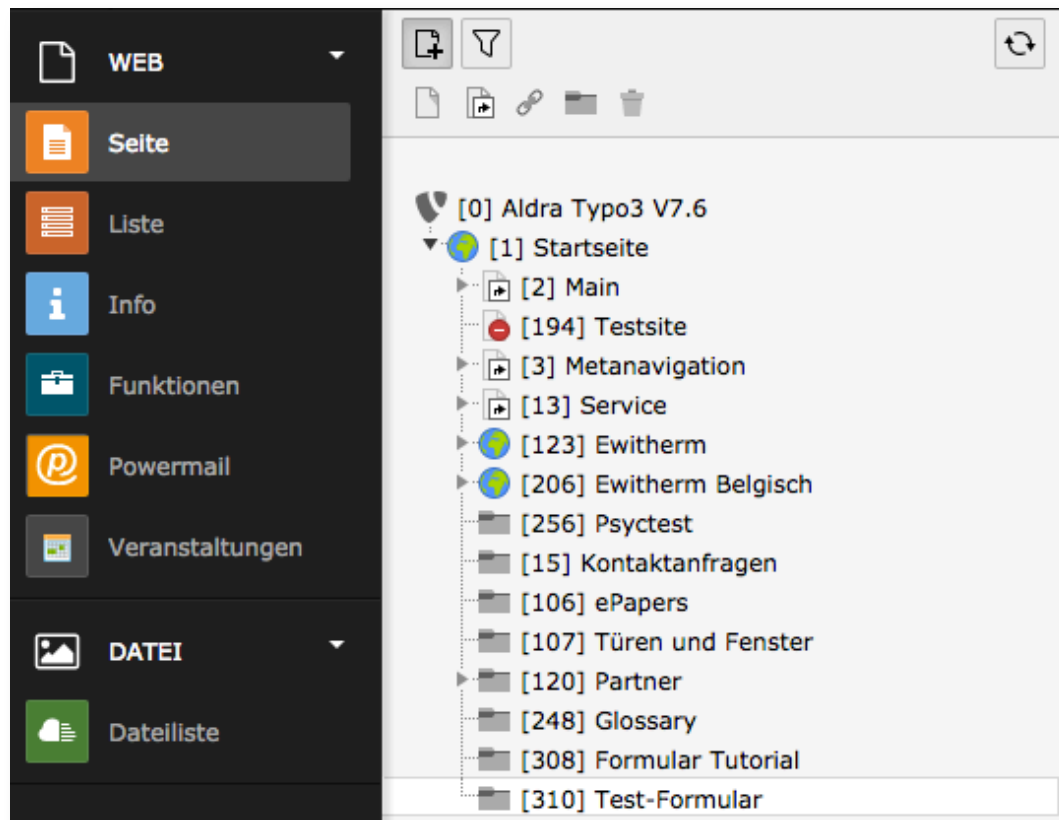 WEB
Seite
Liste
Info
Funktionen
Powermail
Veranstaltungen
DATEI
Dateiliste
[0] Aldra Typo3 V7.6
[1] Startseite
[2] Main
[194] Testsite
[3] Metanavigation
[13] Service
[123] Ewitherm
[206] Ewitherm Belgisch
[256] Psyctest
[15] Kontaktanfragen
[106] ePapers
[107] Türen und Fenster
[120] Partner
[248] Glossary
[308] Formular Tutorial
[310] Test-Formular